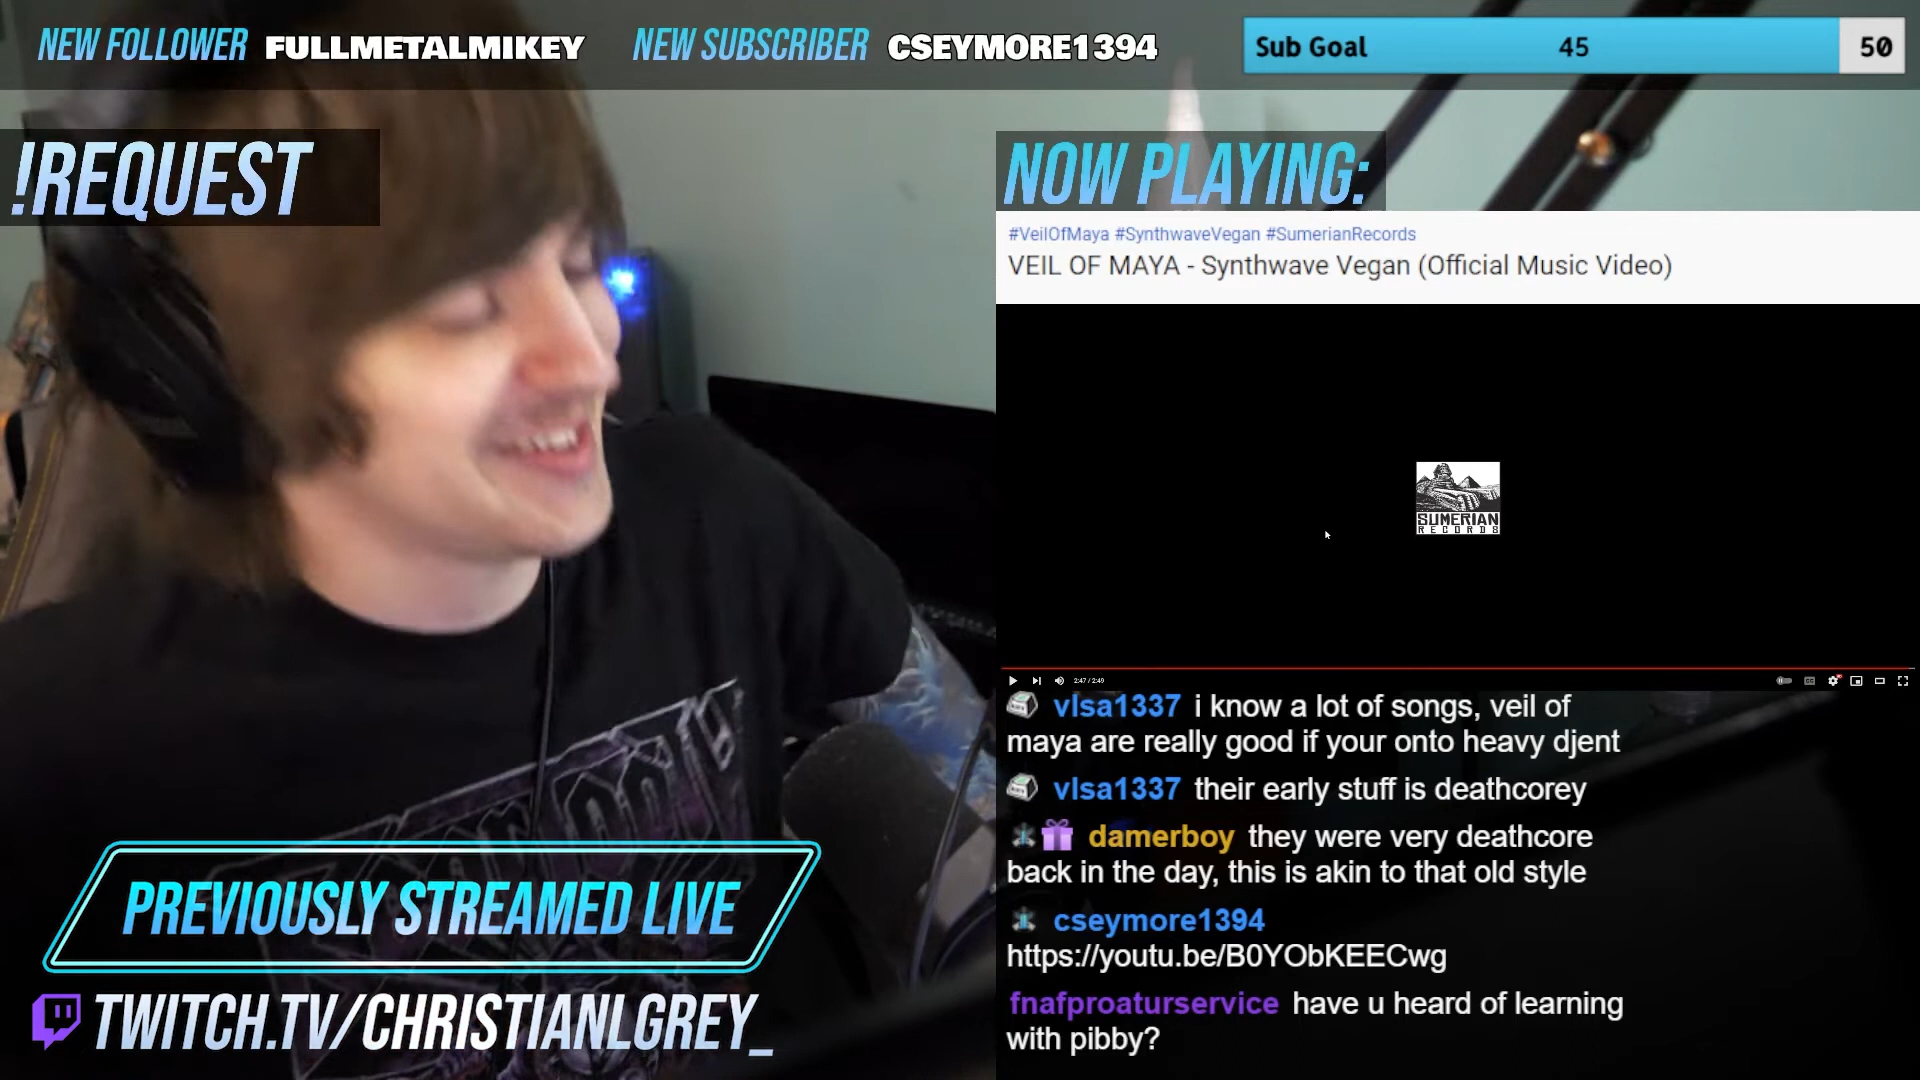 NEW FOLLOWER FULLMETALMIKEY NEW SUBSCRIBER CSEYMORE1394 Sub Goal 45 50
!REQUEST
NOW PLAYING:
#VeilOfMaya #SynthwaveVegan #SumerianRecords
VEIL OF MAYA - Synthwave Vegan (Official Music Video)
SUMERIAN
RECORDS
2:47 / 2:49
vlsa1337 i know a lot of songs, veil of
maya are really good if your onto heavy djent
vlsa1337 their early stuff is deathcorey
damerboy they were very deathcore
back in the day, this is akin to that old style
cseymore1394
https://youtu.be/B0YObKEECwg
fnafproaturservice have u heard of learning
with pibby?
PREVIOUSLY STREAMED LIVE
TWITCH.TV/CHRISTIANLGREY_